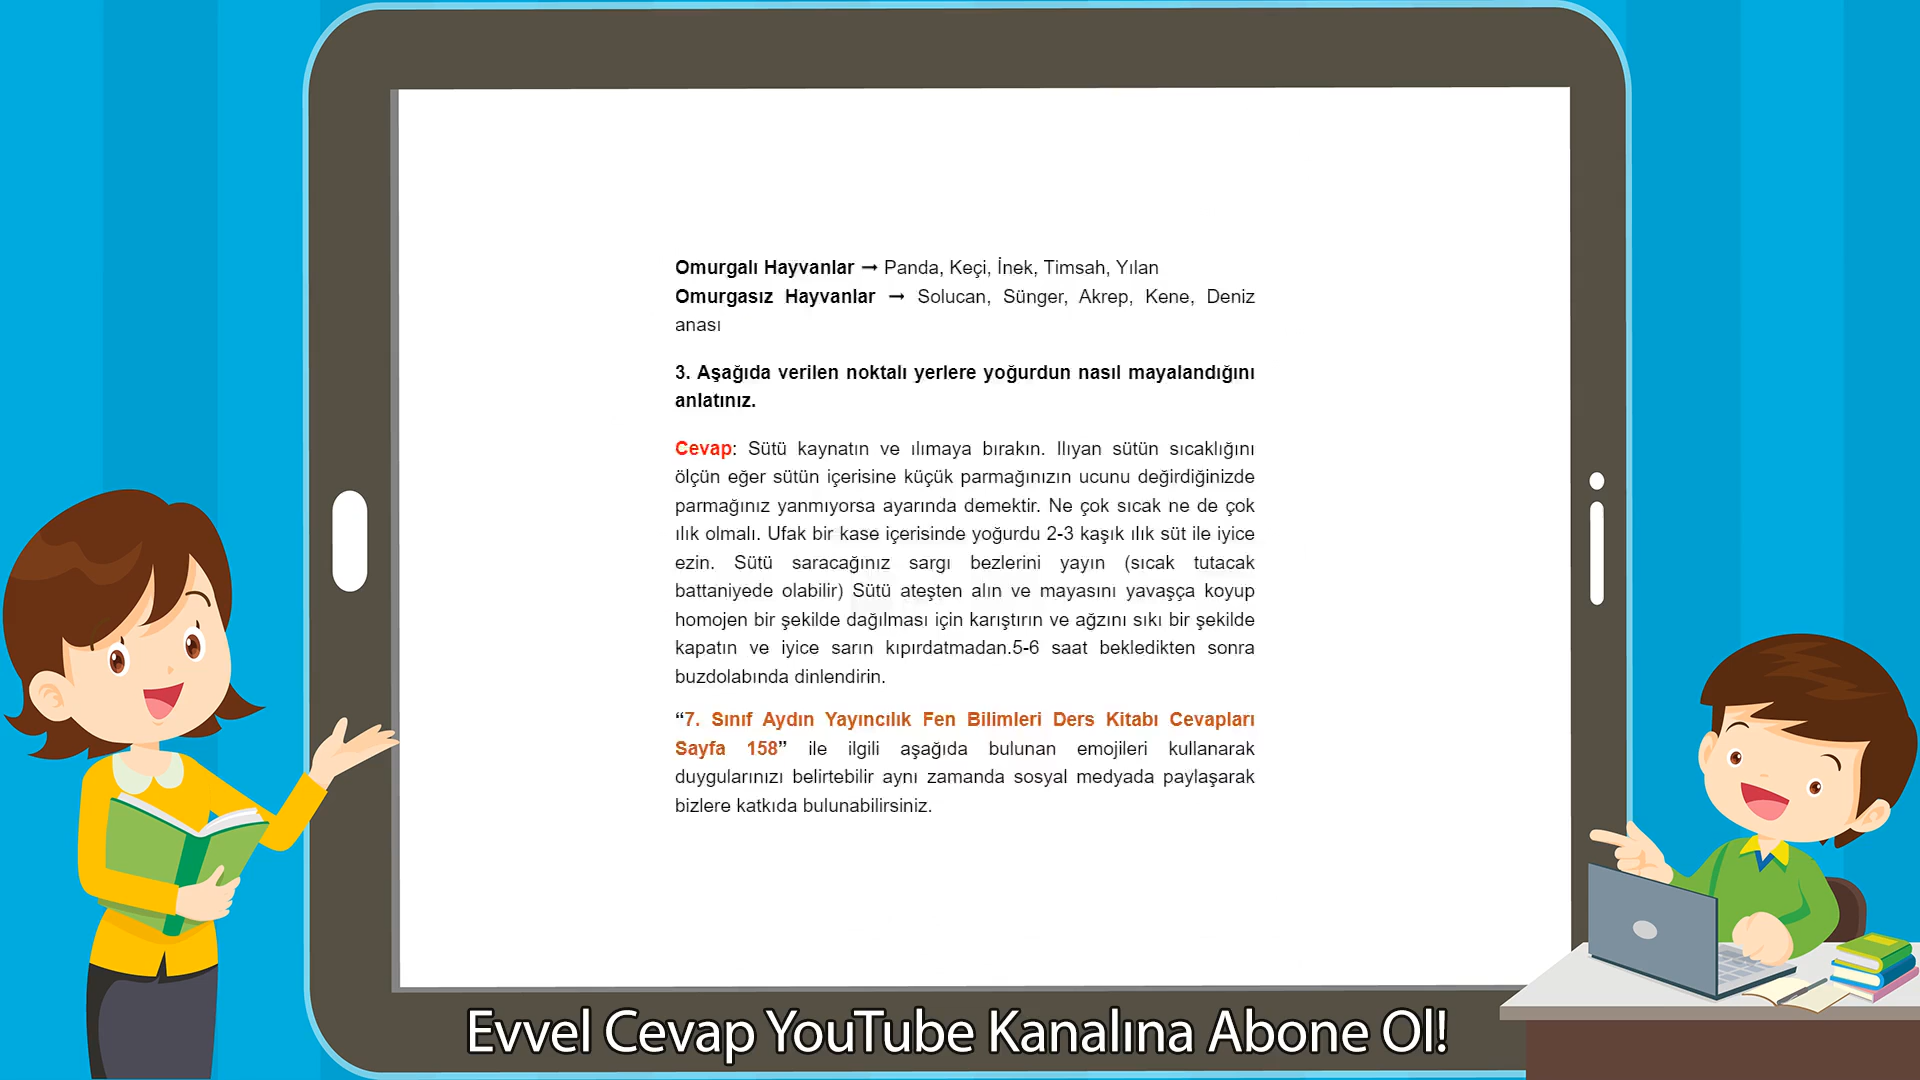 Omurgalı Hayvanlar → Panda, Keçi, İnek, Timsah, Yılan
Omurgasız Hayvanlar → Solucan, Sünger, Akrep, Kene, Deniz
anası
3. Aşağıda verilen noktalı yerlere yoğurdun nasıl mayalandığını
anlatınız.
Cevap: Sütü kaynatın ve ılımaya bırakın. Ilıyan sütün sıcaklığını
ölçün eğer sütün içerisine küçük parmağınızın ucunu değirdiğinizde
parmağınız yanmıyorsa ayarında demektir. Ne çok sıcak ne de çok
ılık olmalı. Ufak bir kase içerisinde yoğurdu 2-3 kaşık ılık süt ile iyice
ezin. Sütü saracağınız sargı bezlerini yayın (sıcak tutacak
battaniyede olabilir) Sütü ateşten alın ve mayasını yavaşça koyup
homojen bir şekilde dağılması için karıştırın ve ağzını sıkı bir şekilde
kapatın ve iyice sarın kıpırdatmadan.5-6 saat bekledikten sonra
buzdolabında dinlendirin.
“7. Sınıf Aydın Yayıncılık Fen Bilimleri Ders Kitabı Cevapları
Sayfa 158” ile ilgili aşağıda bulunan emojileri kullanarak
duygularınızı belirtebilir aynı zamanda sosyal medyada paylaşarak
bizlere katkıda bulunabilirsiniz.
Evvel Cevap YouTube Kanalına Abone Ol!